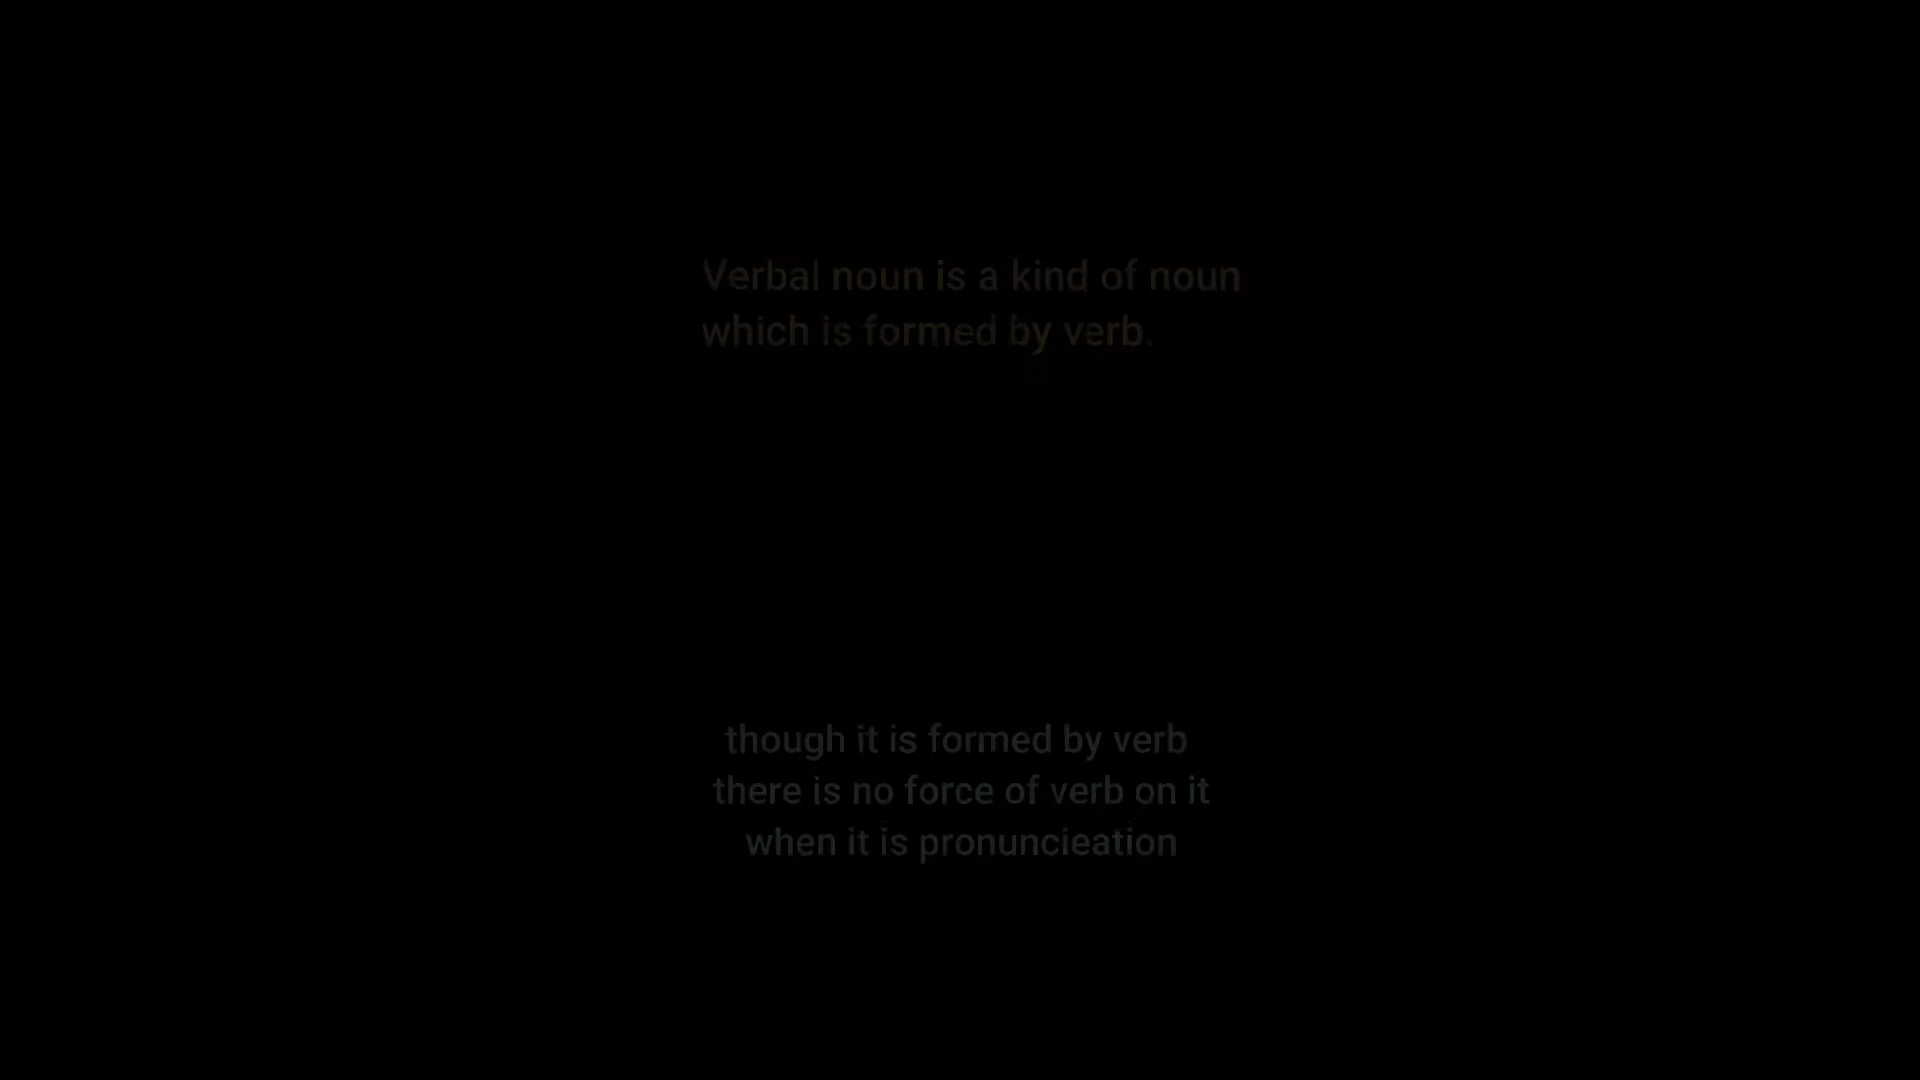 Verbal noun is a kind of noun
which is formed by verb.
though it is formed by verb
there is no force of verb on it
when it is pronuncieation